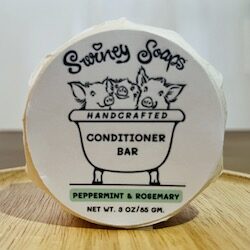 Swiney Soaps
HANDCRAFTED
CONDITIONER
BAR
PEPPERMINT & ROSEMARY
NET WT. 3 OZ/85 GM.